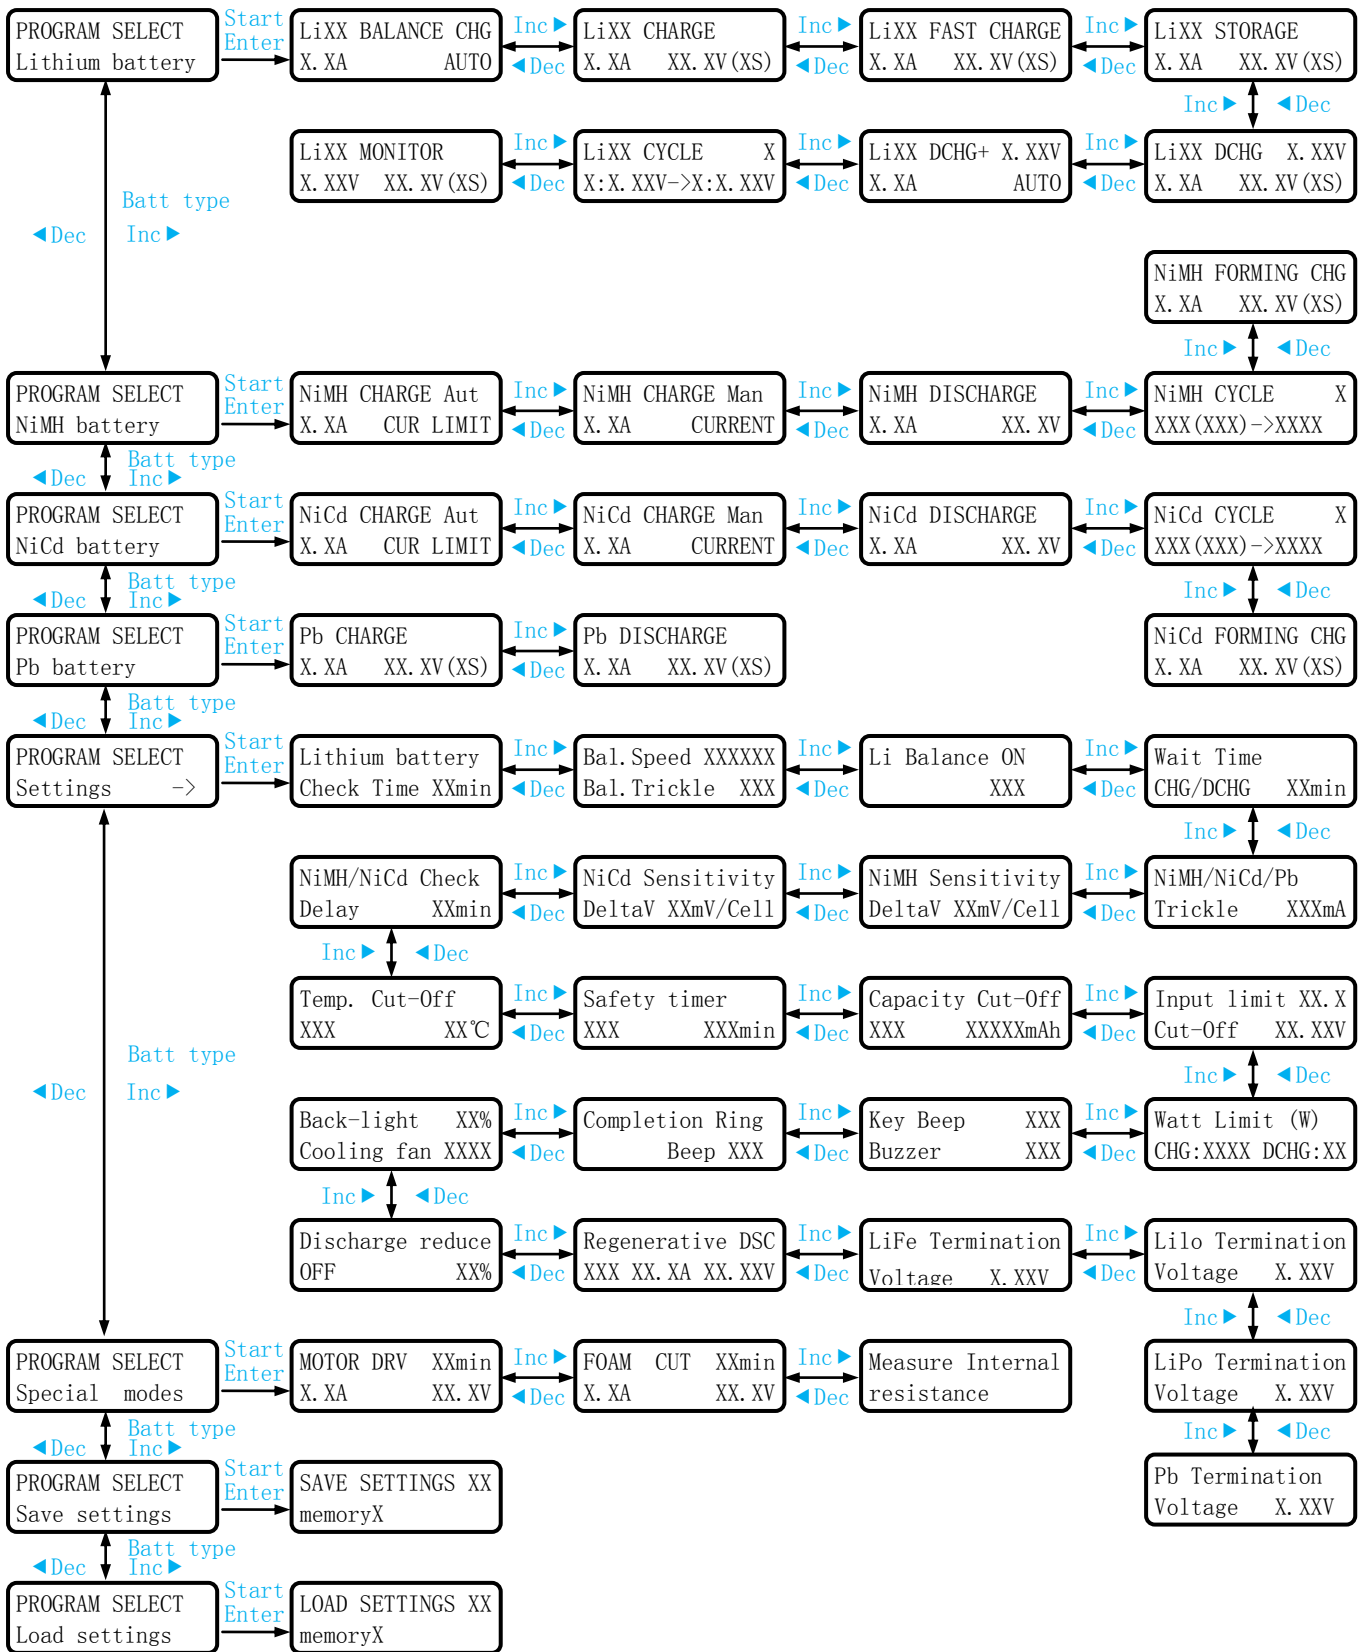 PROGRAM SELECT
Lithium battery
Start
Enter
LiXX BALANCE CHG
X.XA AUTO
Inc▶
◀Dec
LiXX CHARGE
X.XA XX.XV(XS)
Inc▶
◀Dec
LiXX FAST CHARGE
X.XA XX.XV(XS)
Inc▶
◀Dec
LiXX STORAGE
X.XA XX.XV(XS)
Inc▶ ◀Dec
LiXX MONITOR
X.XXV XX.XV(XS)
Inc▶
◀Dec
LiXX CYCLE X
X:X.XXV->X:X.XXV
Inc▶
◀Dec
LiXX DCHG+ X.XXV
X.XA AUTO
Inc▶
◀Dec
LiXX DCHG X.XXV
X.XA XX.XV(XS)
Batt type
◀Dec Inc▶
NiMH FORMING CHG
X.XA XX.XV(XS)
Inc▶ ◀Dec
PROGRAM SELECT
NiMH battery
Start
Enter
NiMH CHARGE Aut
X.XA CUR LIMIT
Inc▶
◀Dec
NiMH CHARGE Man
X.XA CURRENT
Inc▶
◀Dec
NiMH DISCHARGE
X.XA XX.XV
Inc▶
◀Dec
NiMH CYCLE X
XXX(XXX)->XXXX
Batt type
◀Dec Inc▶
PROGRAM SELECT
NiCd battery
Start
Enter
NiCd CHARGE Aut
X.XA CUR LIMIT
Inc▶
◀Dec
NiCd CHARGE Man
X.XA CURRENT
Inc▶
◀Dec
NiCd DISCHARGE
X.XA XX.XV
Inc▶
◀Dec
NiCd CYCLE X
XXX(XXX)->XXXX
Batt type
◀Dec Inc▶
Inc▶ ◀Dec
PROGRAM SELECT
Pb battery
Start
Enter
Pb CHARGE
X.XA XX.XV(XS)
Inc▶
◀Dec
Pb DISCHARGE
X.XA XX.XV(XS)
NiCd FORMING CHG
X.XA XX.XV(XS)
Batt type
◀Dec Inc▶
PROGRAM SELECT
Settings ->
Start
Enter
Lithium battery
Check Time XXmin
Inc▶
◀Dec
Bal.Speed XXXXXX
Bal.Trickle XXX
Inc▶
◀Dec
Li Balance ON
XXX
Inc▶
◀Dec
Wait Time
CHG/DCHG XXmin
Inc▶ ◀Dec
NiMH/NiCd Check
Delay XXmin
Inc▶
◀Dec
NiCd Sensitivity
DeltaV XXmV/Cell
Inc▶
◀Dec
NiMH Sensitivity
DeltaV XXmV/Cell
Inc▶
◀Dec
NiMH/NiCd/Pb
Trickle XXXmA
Inc▶ ◀Dec
Temp. Cut-Off
XXX XX℃
Inc▶
◀Dec
Safety timer
XXX XXXmin
Inc▶
◀Dec
Capacity Cut-Off
XXX XXXXXmAh
Inc▶
◀Dec
Input limit XX.X
Cut-Off XX.XXV
Batt type
◀Dec Inc▶
Inc▶ ◀Dec
Back-light XX%
Cooling fan XXXX
Inc▶
◀Dec
Completion Ring
Beep XXX
Inc▶
◀Dec
Key Beep XXX
Buzzer XXX
Inc▶
◀Dec
Watt Limit (W)
CHG:XXXX DCHG:XX
Inc▶ ◀Dec
Discharge reduce
OFF XX%
Inc▶
◀Dec
Regenerative DSC
XXX XX.XA XX.XXV
Inc▶
◀Dec
LiFe Termination
Voltage X.XXV
Inc▶
◀Dec
LiIo Termination
Voltage X.XXV
Inc▶ ◀Dec
PROGRAM SELECT
Special modes
Start
Enter
MOTOR DRV XXmin
X.XA XX.XV
Inc▶
◀Dec
FOAM CUT XXmin
X.XA XX.XV
Inc▶
◀Dec
Measure Internal
resistance
LiPo Termination
Voltage X.XXV
Batt type
◀Dec Inc▶
Inc▶ ◀Dec
PROGRAM SELECT
Save settings
Start
Enter
SAVE SETTINGS XX
memoryX
Pb Termination
Voltage X.XXV
Batt type
◀Dec Inc▶
PROGRAM SELECT
Load settings
Start
Enter
LOAD SETTINGS XX
memoryX